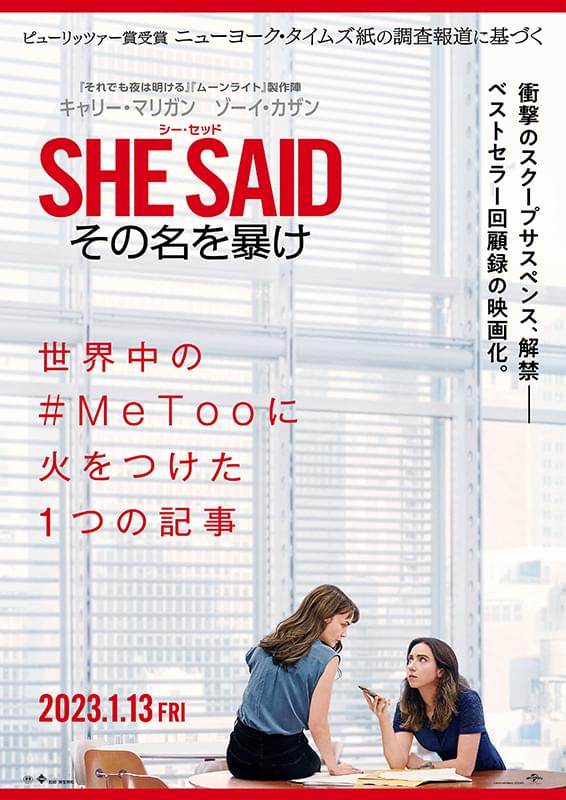 ピューリッツァー賞受賞 ニューヨーク・タイムズ紙の調査報道に基づく
『それでも夜は明ける』『ムーンライト』製作陣
キャリー・マリガン ゾーイ・カザン
シー・セッド
SHE SAID
その名を暴け
衝撃のスクープサスペンス、解禁――
ベストセラー回顧録の映画化。
世界中の
#MeTooに
火をつけた
1つの記事
2023.1.13 FRI